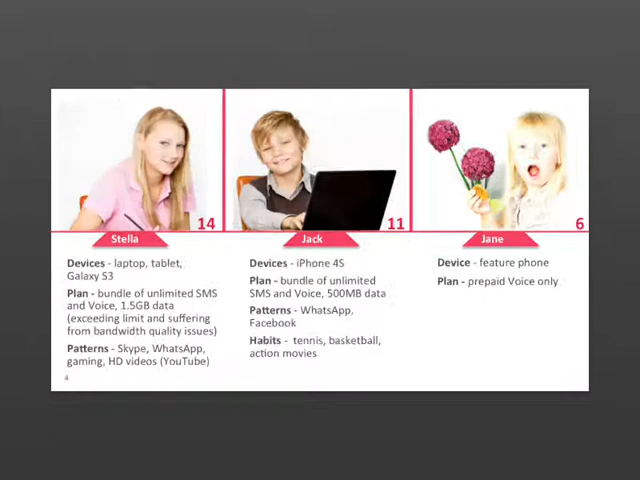 14
11
6
Stella
Jack
Jane
Devices - laptop, tablet,
Galaxy S3
Plan - bundle of unlimited SMS
and Voice, 1.5GB data
(exceeding limit and suffering
from bandwidth quality issues)
Patterns - Skype, WhatsApp,
gaming, HD videos (YouTube)
Devices - iPhone 4S
Plan - bundle of unlimited
SMS and Voice, 500MB data
Patterns - WhatsApp,
Facebook
Habits - tennis, basketball,
action movies
Device - feature phone
Plan - prepaid Voice only
4